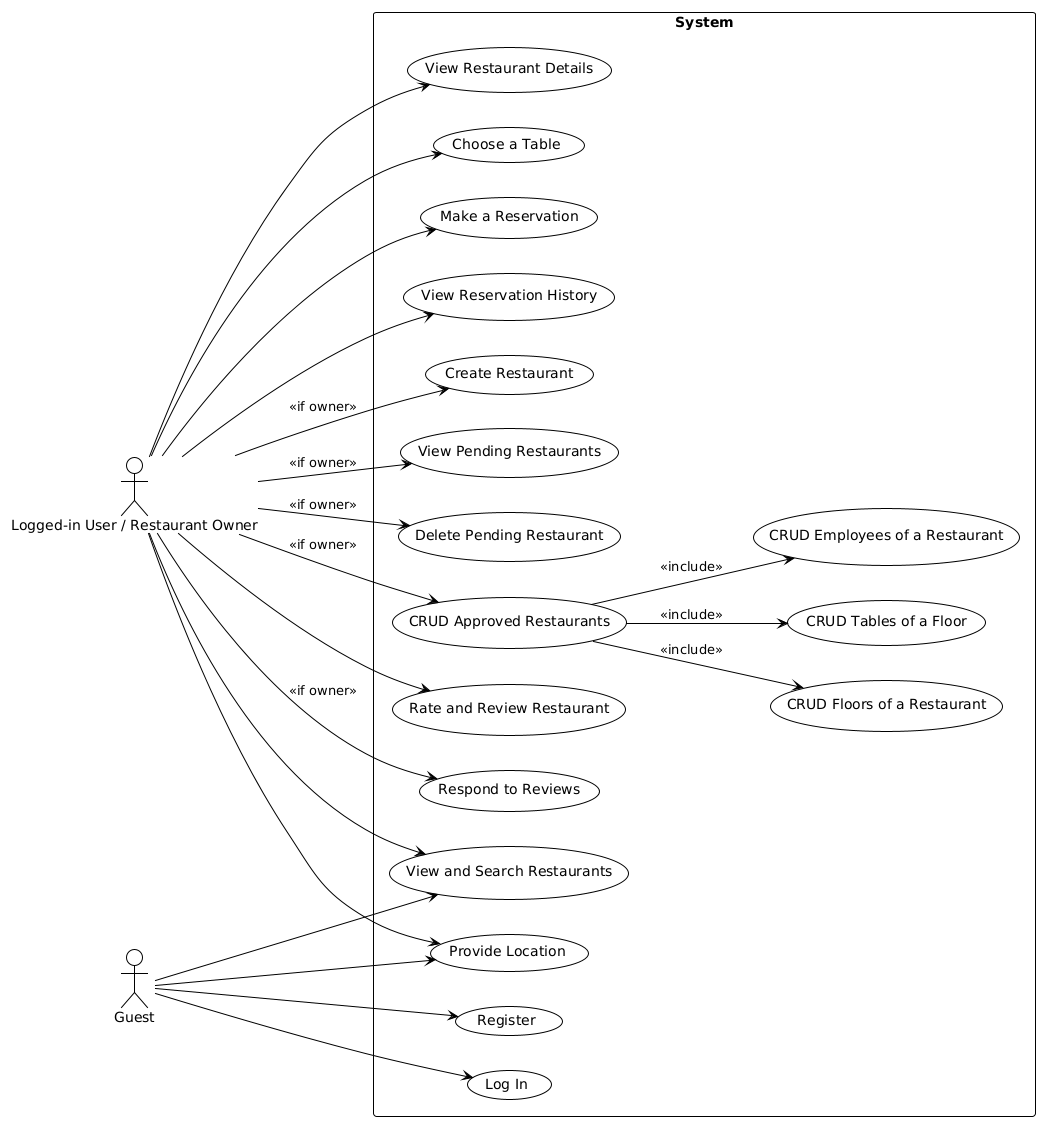 System
View Restaurant Details
Choose a Table
Make a Reservation
View Reservation History
Create Restaurant
«if owner»
View Pending Restaurants
«if owner»
«if owner»
Logged-in User / Restaurant Owner
Delete Pending Restaurant
CRUD Employees of a Restaurant
«if owner»
«include»
CRUD Approved Restaurants
«include»
CRUD Tables of a Floor
«include»
«if owner»
Rate and Review Restaurant
CRUD Floors of a Restaurant
Respond to Reviews
View and Search Restaurants
Provide Location
Guest
Register
Log In